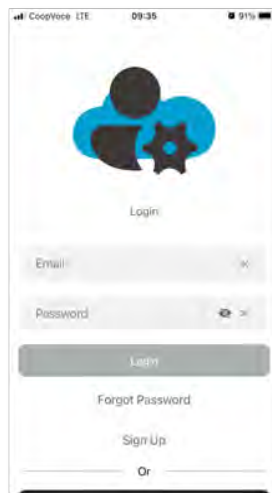 CoopVoce LTE 09:35 91%
Login
Email
Password
Login
Forgot Password
Sign Up
Or